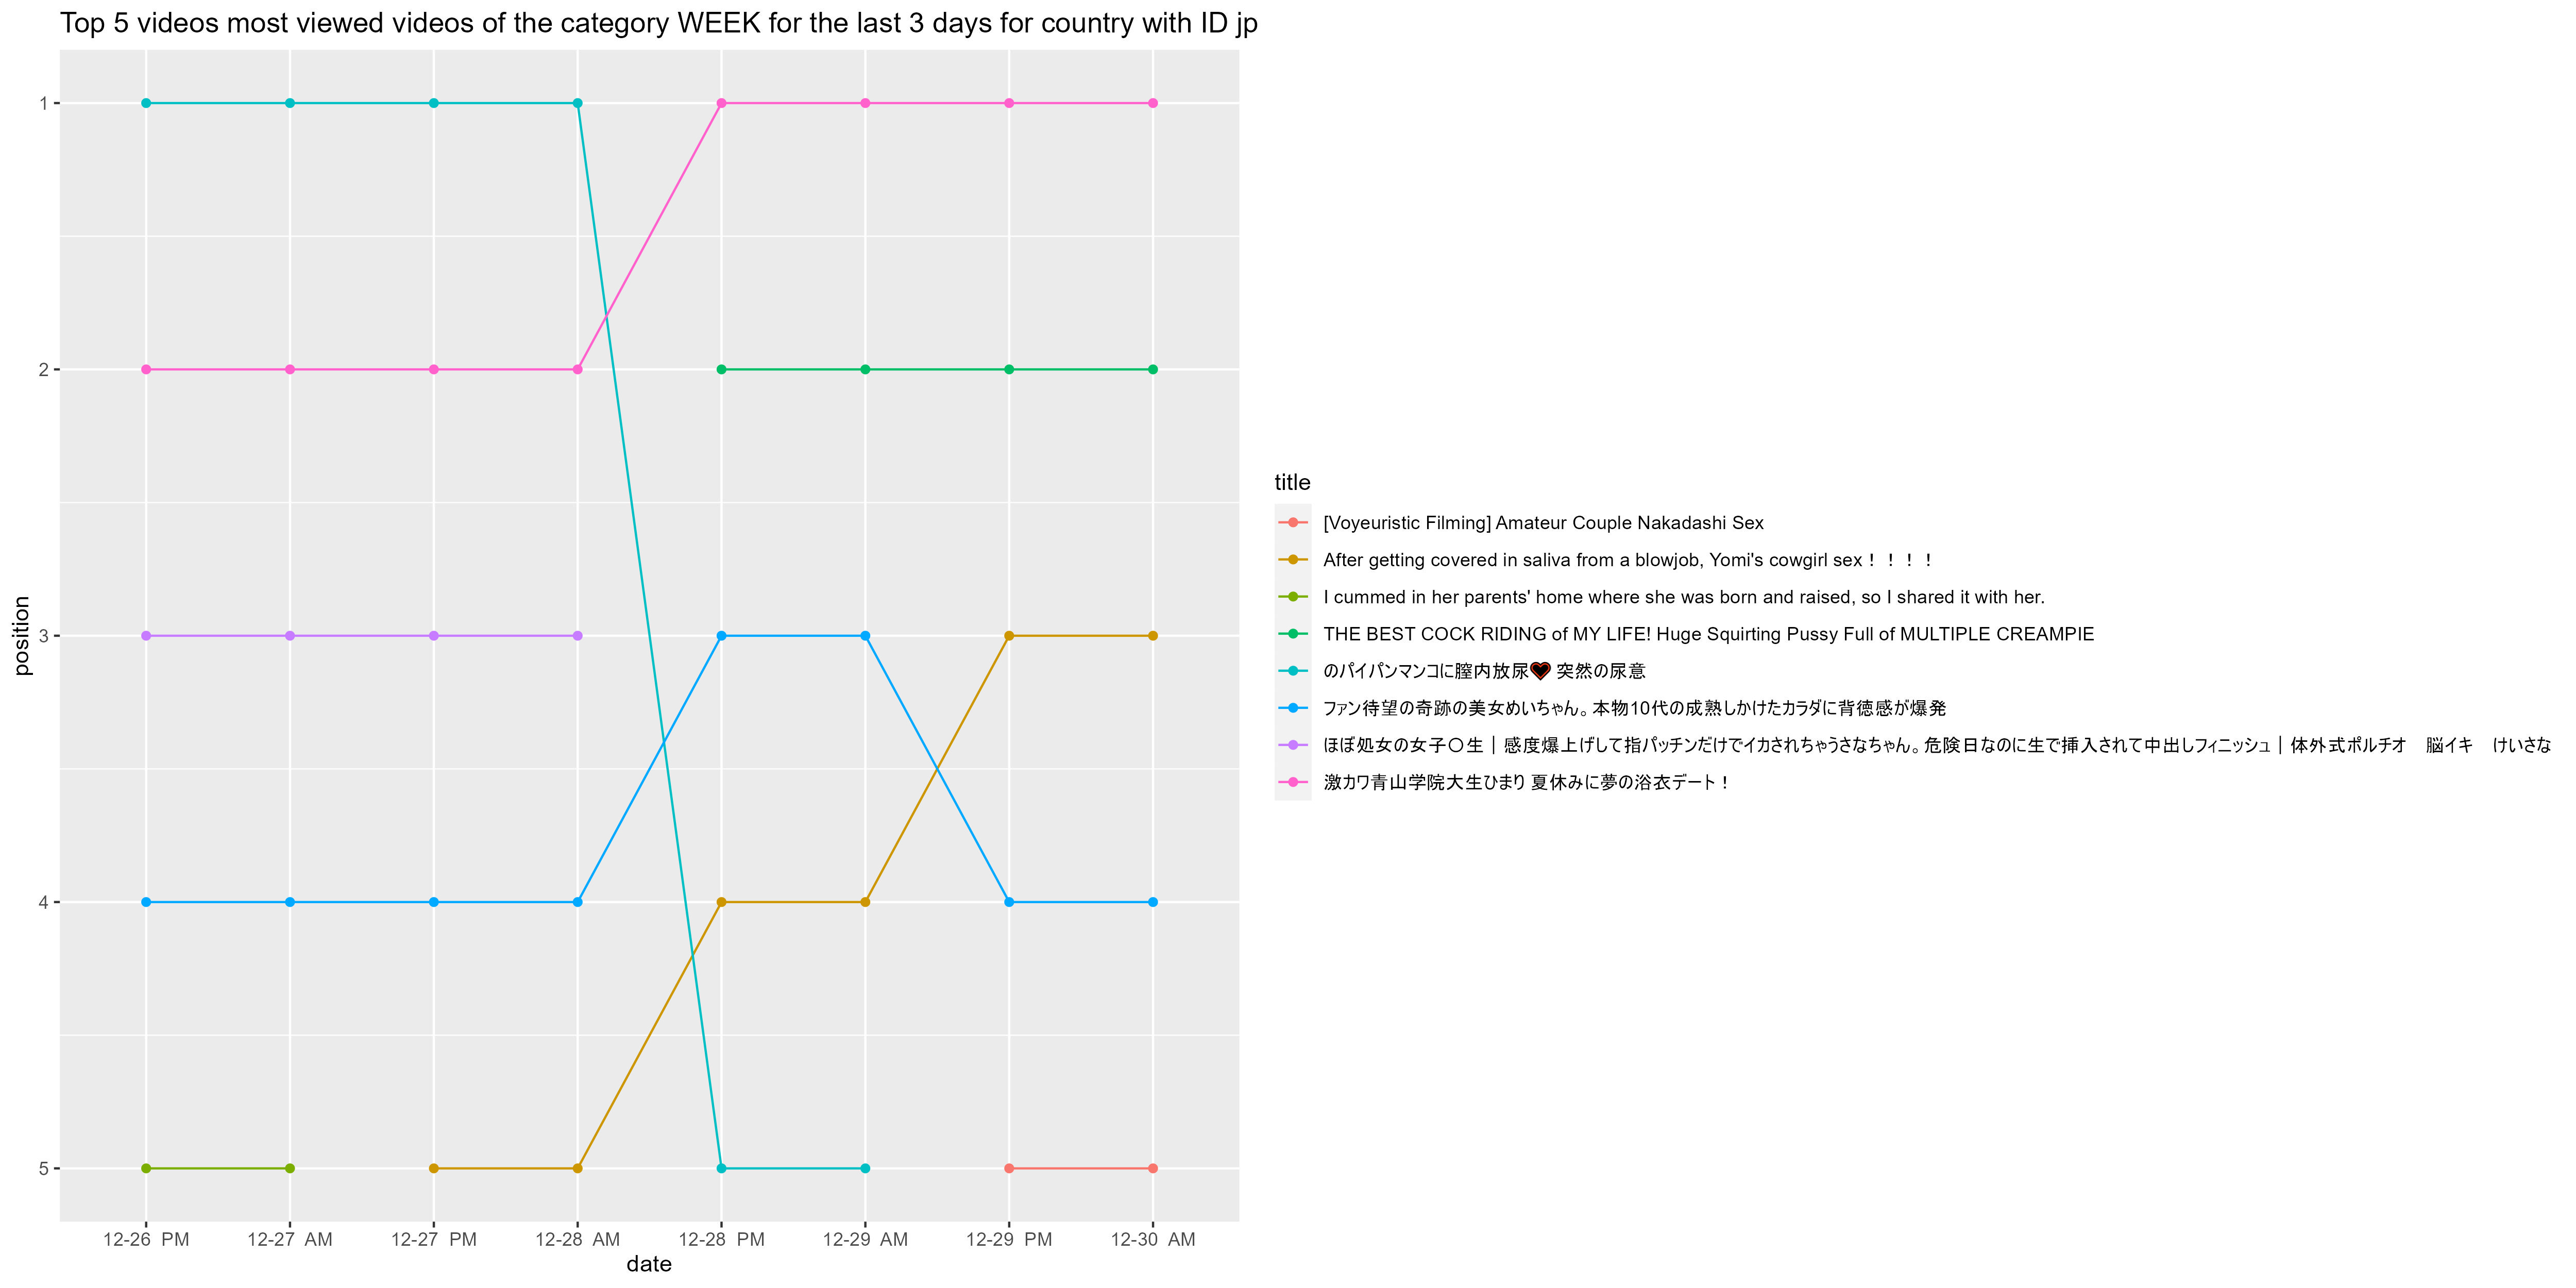 Top 5 videos most viewed videos of the category WEEK for the last 3 days for country with ID jp
position
1
2
3
4
5
12-26 PM
12-27 AM
12-27 PM
12-28 AM
12-28 PM
12-29 AM
12-29 PM
12-30 AM
date
title
[Voyeuristic Filming] Amateur Couple Nakadashi Sex
After getting covered in saliva from a blowjob, Yomi's cowgirl sex！！！！
I cummed in her parents' home where she was born and raised, so I shared it with her.
THE BEST COCK RIDING of MY LIFE! Huge Squirting Pussy Full of MULTIPLE CREAMPIE
のパイパンマンコに膣内放尿♥ 突然の尿意
ファン待望の奇跡の美女めいちゃん。本物10代の成熟しかけたカラダに背徳感が爆発
ほぼ処女の女子〇生｜感度爆上げして指パッチンだけでイカされちゃうさなちゃん。危険日なのに生で挿入されて中出しフィニッシュ｜体外式ポルチオ　脳イキ　けいさな
激カワ青山学院大生ひまり 夏休みに夢の浴衣デート！